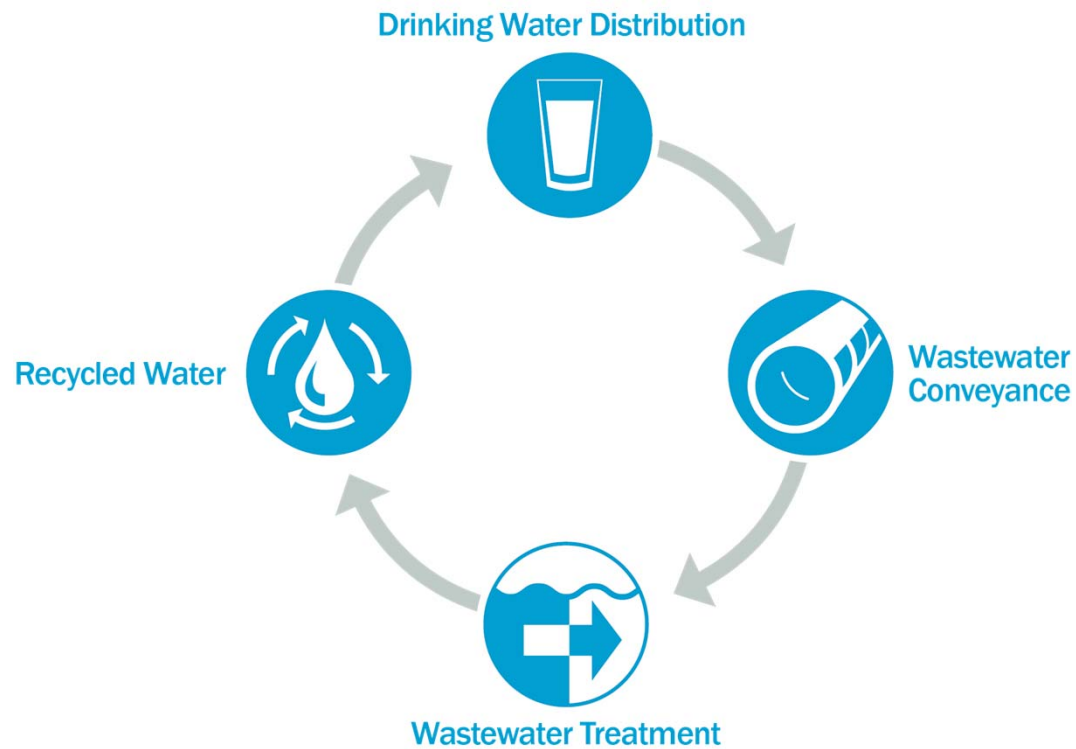 Drinking Water Distribution
Recycled Water
Wastewater
Conveyance
Wastewater Treatment